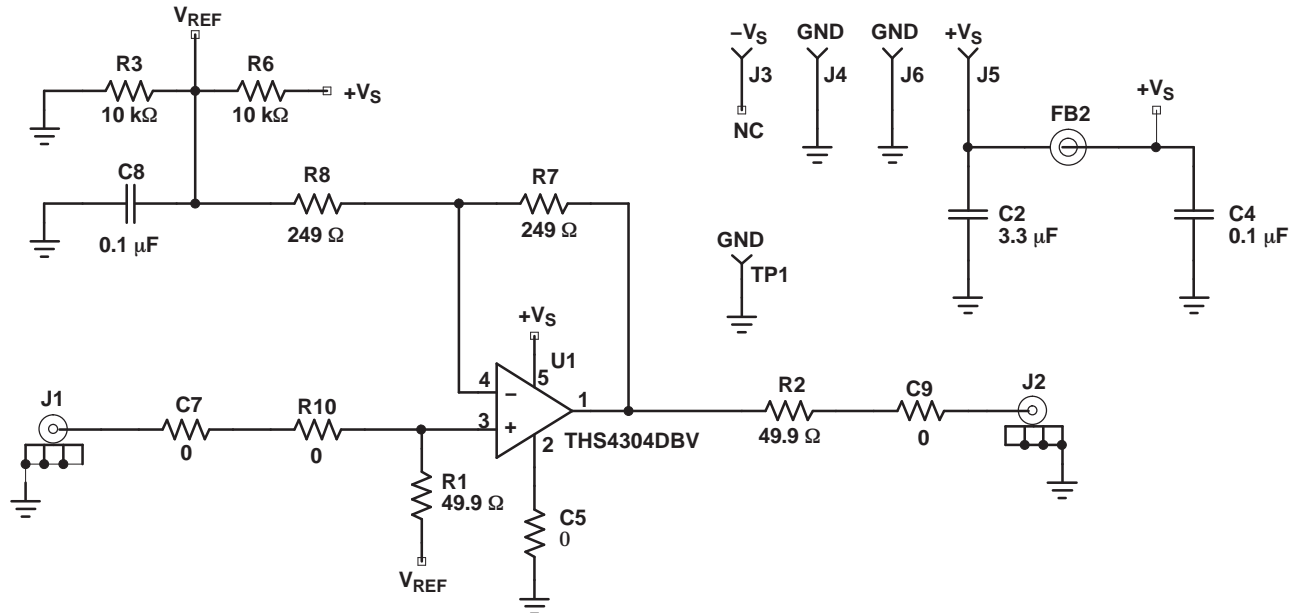 VREF
R3
10 kΩ
R6
10 kΩ
+VS
C8
0.1 μF
R8
249 Ω
R7
249 Ω
+VS
U1
5
4
−
3
+
1
2
THS4304DBV
J1
C7
0
R10
0
R1
49.9 Ω
VREF
C5
0
R2
49.9 Ω
C9
0
J2
−VS
J3
NC
GND
J4
GND
J6
+VS
J5
FB2
+VS
C2
3.3 μF
C4
0.1 μF
GND
TP1